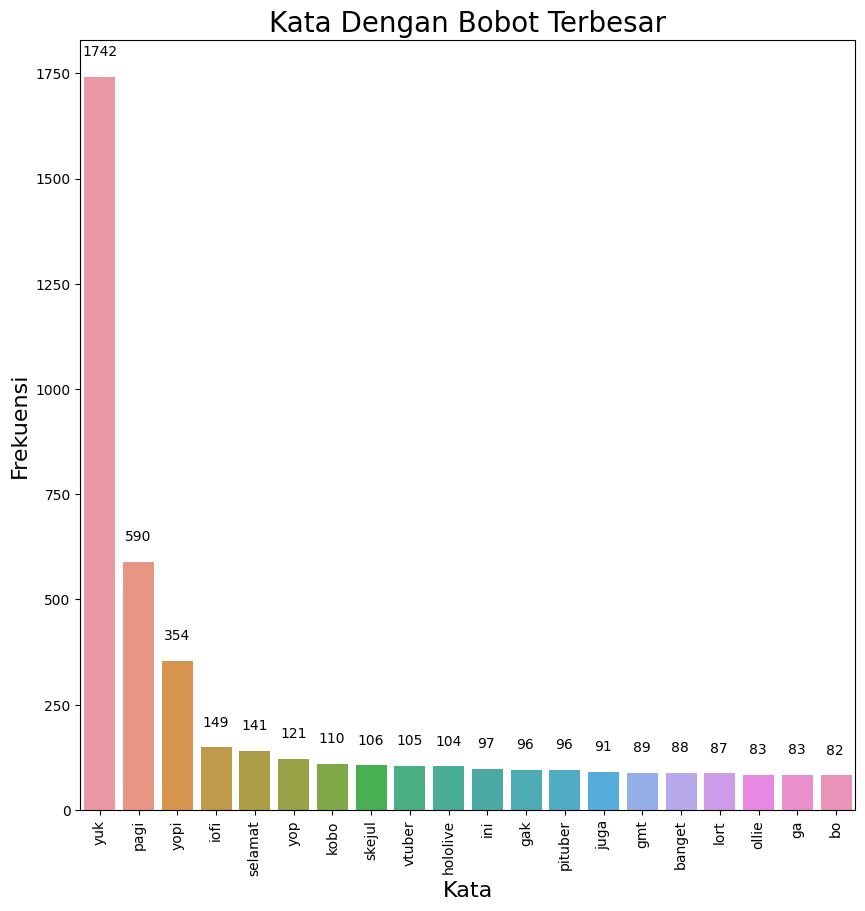 Kata Dengan Bobot Terbesar
1742
1750
1500
1250
1000
750
500
250
0
Frekuensi
590
354
149
141
121
110
106
105
104
97
96
96
91
89
88
87
83
83
82
yuk
pagi
yopi
iofi
selamat
yop
kobo
skejul
vtuber
hololive
ini
gak
pituber
juga
gmt
banget
lort
ollie
ga
bo
Kata